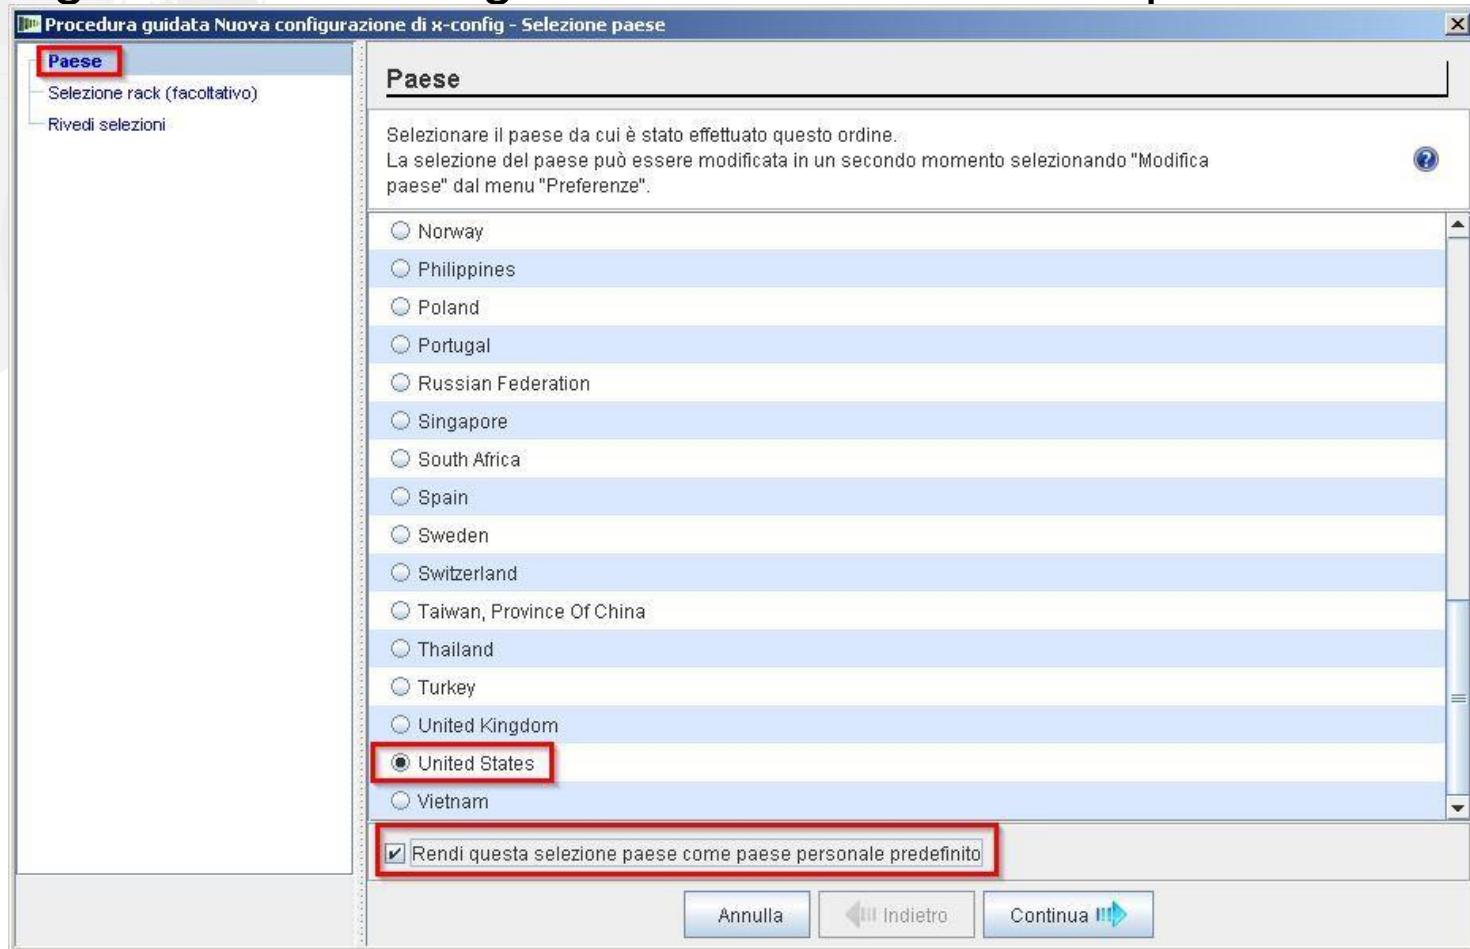 Procedura guidata Nuova configurazione di x-config - Selezione paese
Paese
Selezione rack (facoltativo)
Rivedi selezioni
Paese
Selezionare il paese da cui è stato effettuato questo ordine.
La selezione del paese può essere modificata in un secondo momento selezionando "Modifica
paese" dal menu "Preferenze".
Norway
Philippines
Poland
Portugal
Russian Federation
Singapore
South Africa
Spain
Sweden
Switzerland
Taiwan, Province Of China
Thailand
Turkey
United Kingdom
United States
Vietnam
Rendi questa selezione paese come paese personale predefinito
Annulla
Indietro
Continua